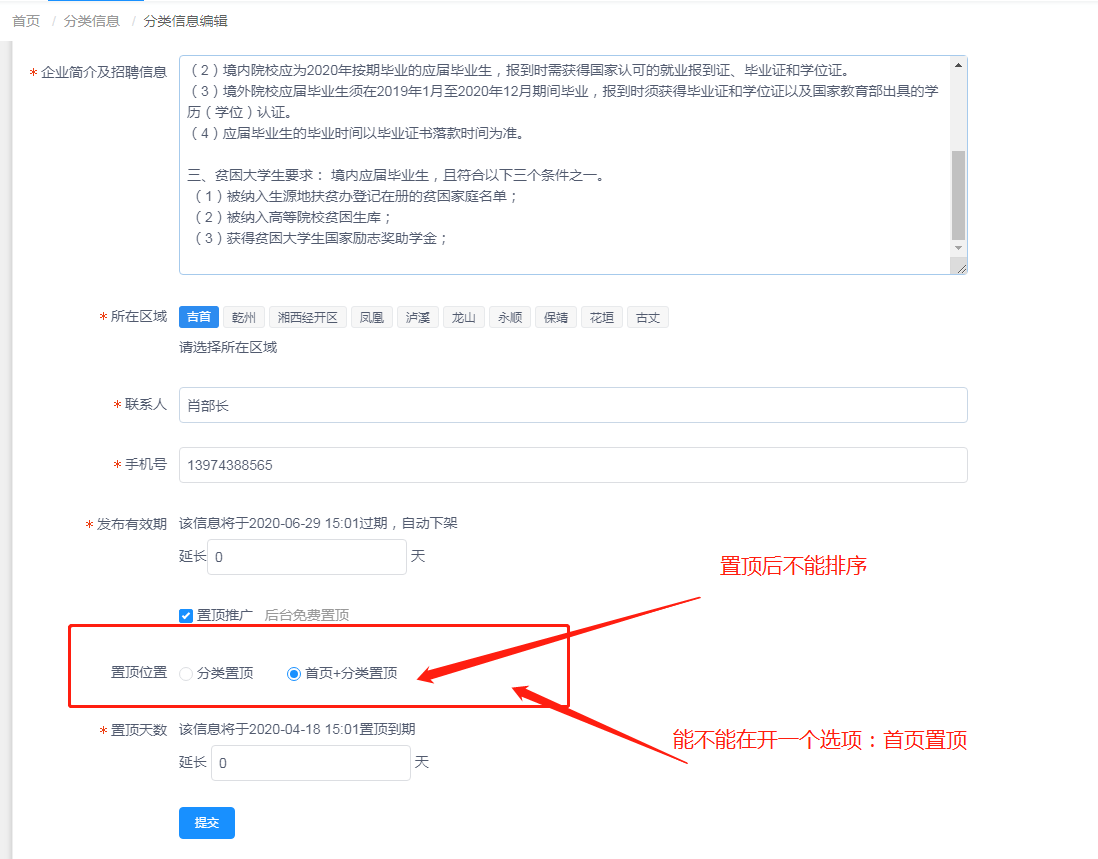 首页 / 分类信息 / 分类信息编辑
* 企业简介及招聘信息
（2）境内院校应为2020年按期毕业的应届毕业生，报到时需获得国家认可的就业报到证、毕业证和学位证。
（3）境外院校应届毕业生须在2019年1月至2020年12月期间毕业，报到时须获得毕业证和学位证以及国家教育部出具的学
历（学位）认证。
（4）应届毕业生的毕业时间以毕业证书落款时间为准。
三、贫困大学生要求： 境内应届毕业生，且符合以下三个条件之一。
（1）被纳入生源地扶贫办登记在册的贫困家庭名单；
（2）被纳入高等院校贫困生库；
（3）获得贫困大学生国家励志奖助学金；
* 所在区域 吉首 乾州 湘西经开区 凤凰 泸溪 龙山 永顺 保靖 花垣 古丈
请选择所在区域
* 联系人 肖部长
* 手机号 13974388565
* 发布有效期 该信息将于2020-06-29 15:01过期，自动下架
延长 0 天
置顶后不能排序
置顶推广 后台免费置顶
置顶位置 分类置顶 首页+分类置顶
* 置顶天数 该信息将于2020-04-18 15:01置顶到期
能不能在开一个选项：首页置顶
延长 0 天
提交